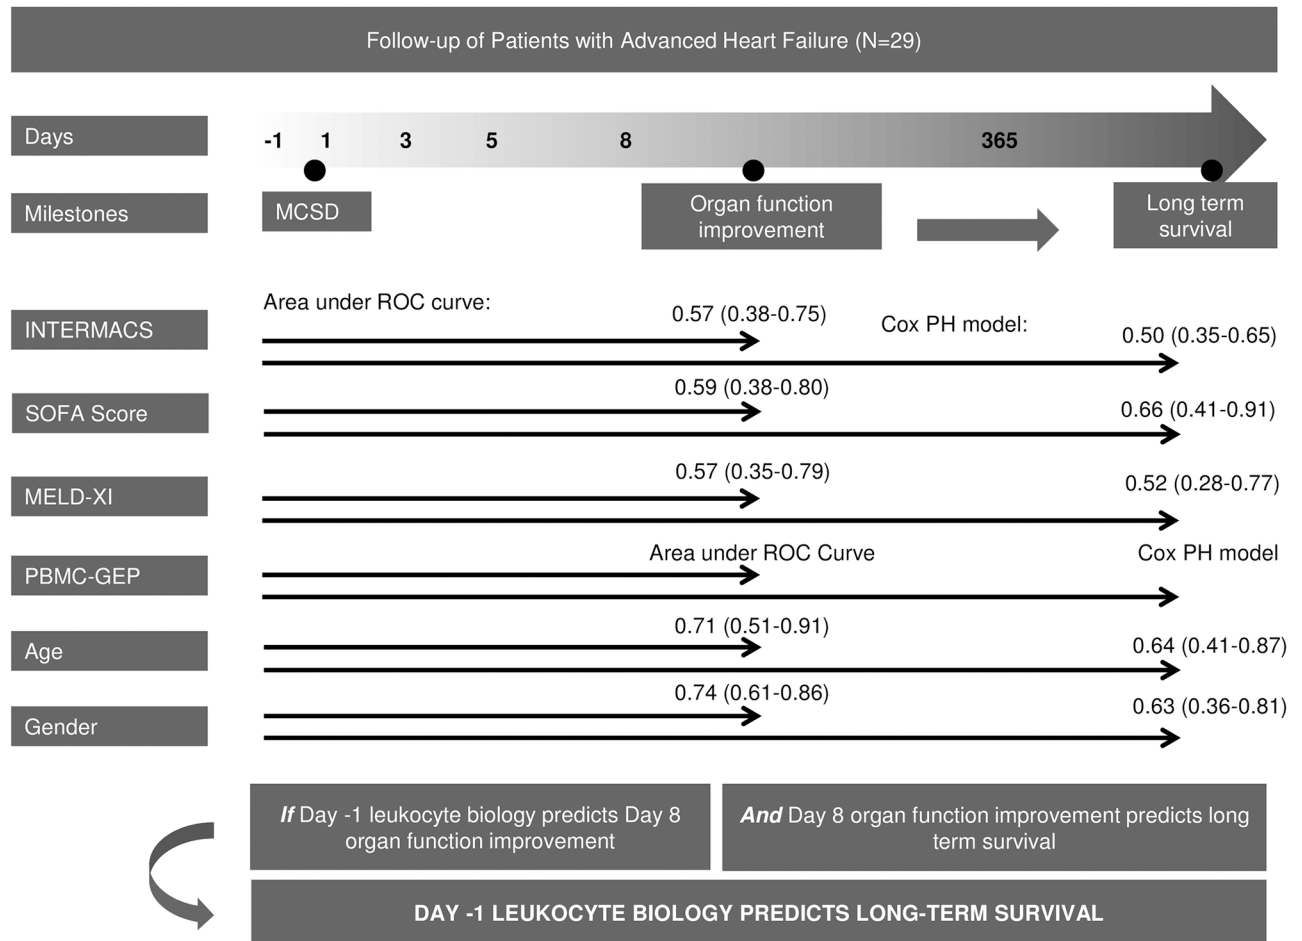 Follow-up of Patients with Advanced Heart Failure (N=29)
Days
-1 1 3 5 8 365
Milestones
MCSD
Organ function
improvement
Long term
survival
Area under ROC curve:
INTERMACS
0.57 (0.38-0.75)
Cox PH model:
0.50 (0.35-0.65)
SOFA Score
0.59 (0.38-0.80)
0.66 (0.41-0.91)
MELD-XI
0.57 (0.35-0.79)
0.52 (0.28-0.77)
PBMC-GEP
Area under ROC Curve
Cox PH model
Age
0.71 (0.51-0.91)
0.64 (0.41-0.87)
Gender
0.74 (0.61-0.86)
0.63 (0.36-0.81)
If Day -1 leukocyte biology predicts Day 8
organ function improvement
And Day 8 organ function improvement predicts long
term survival
DAY -1 LEUKOCYTE BIOLOGY PREDICTS LONG-TERM SURVIVAL